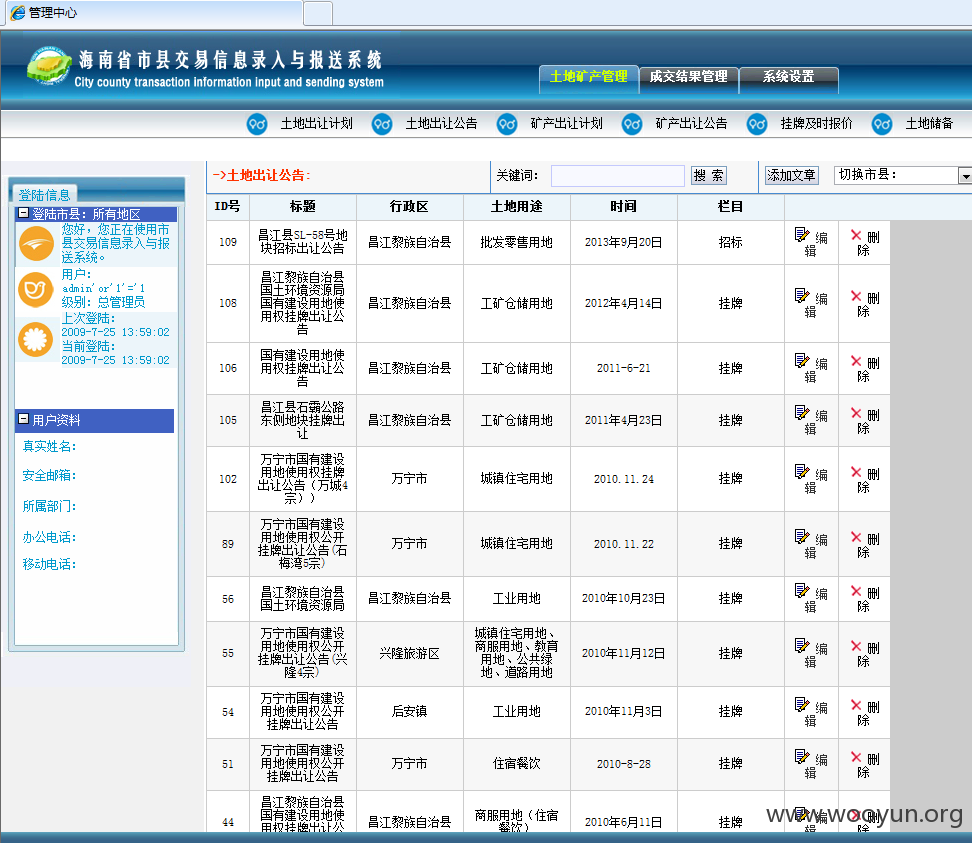 管理中心
海南省市县交易信息录入与报送系统
City county transaction information input and sending system
土地矿产管理 成交结果管理 系统设置
土地出让计划 土地出让公告 矿产出让计划 矿产出让公告 挂牌及时报价 土地储备
->土地出让公告: 关键词: 搜 索 添加文章 切换市县:
登陆信息
登陆市县: 所有地区
您好，您正在使用市
县交易信息录入与报
送系统。
用户:
admin'or'1'='1
级别: 总管理员
上次登陆:
2009-7-25 13:59:02
当前登陆:
2009-7-25 13:59:02
用户资料
真实姓名:
安全邮箱:
所属部门:
办公电话:
移动电话:
ID号 标题 行政区 土地用途 时间 栏目
109 昌江县SL-58号地
块招标出让公告 昌江黎族自治县 批发零售用地 2013年9月20日 招标 编
辑 删
除
108 昌江黎族自治县
国土环境资源局
国有建设用地使
用权挂牌出让公
告 昌江黎族自治县 工矿仓储用地 2012年4月14日 挂牌 编
辑 删
除
106 国有建设用地使
用权挂牌出让公
告 昌江黎族自治县 工矿仓储用地 2011-6-21 挂牌 编
辑 删
除
105 昌江县石霸公路
东侧地块挂牌出
让 昌江黎族自治县 工矿仓储用地 2011年4月23日 挂牌 编
辑 删
除
102 万宁市国有建设
用地使用权挂牌
出让公告（万城4
宗）) 万宁市 城镇住宅用地 2010.11.24 挂牌 编
辑 删
除
89 万宁市国有建设
用地使用权公开
挂牌出让公告(石
梅湾5宗) 万宁市 城镇住宅用地 2010.11.22 挂牌 编
辑 删
除
56 昌江黎族自治县
国土环境资源局 昌江黎族自治县 工业用地 2010年10月23日 挂牌 编
辑 删
除
55 万宁市国有建设
用地使用权公开
挂牌出让公告(兴
隆4宗) 兴隆旅游区 城镇住宅用地、
商服用地、教育
用地、公共绿
地、道路用地 2010年11月12日 挂牌 编
辑 删
除
54 万宁市国有建设
用地使用权公开
挂牌出让公告 后安镇 工业用地 2010年11月3日 挂牌 编
辑 删
除
51 万宁市国有建设
用地使用权公开
挂牌出让公告 万宁市 住宿餐饮 2010-8-28 挂牌 编
辑 删
除
44 昌江黎族自治县
国有建设用地使
用权挂牌出让公 昌江黎族自治县 商服用地（住宿
餐饮） 2010年6月11日 挂牌 编
辑 删
除
www.wooyun.org